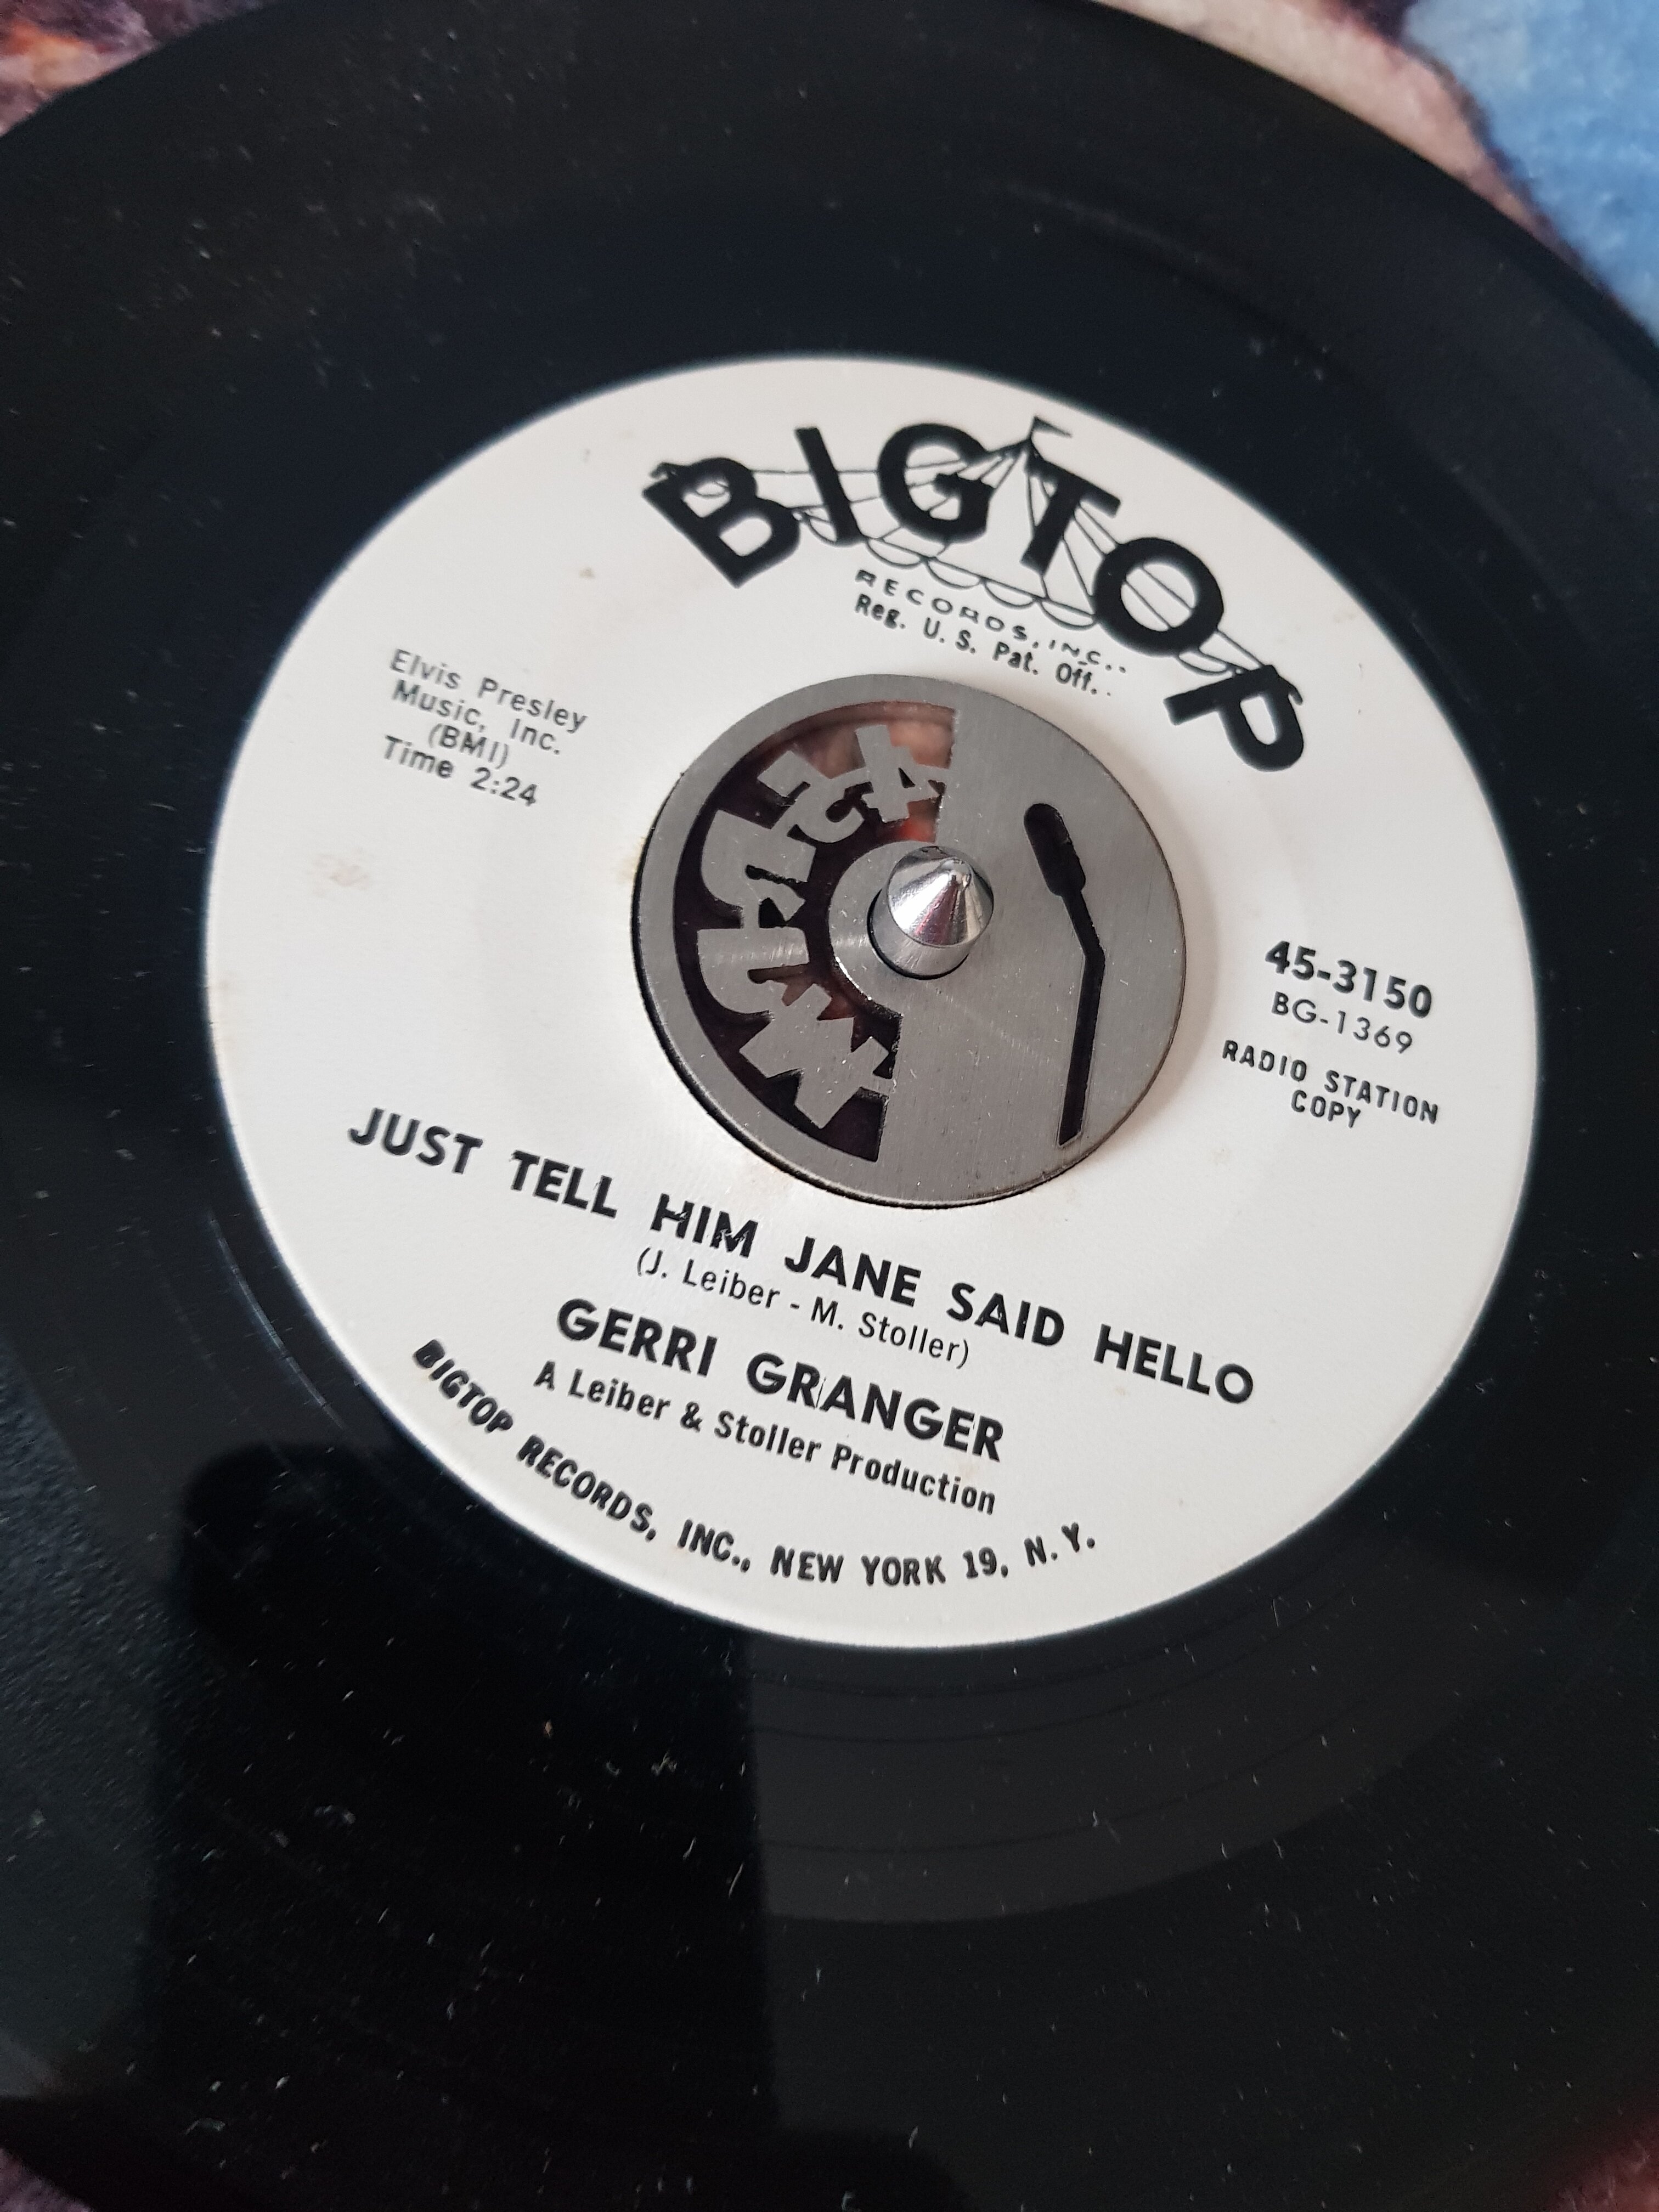 BIGTOP
RECORDS, INC..
Reg. U. S. Pat. Off..
Elvis Presley
Music, Inc.
(BMI)
Time 2:24
45-3150
BG-1369
RADIO STATION
COPY
JUST TELL HIM JANE SAID HELLO
(J. Leiber - M. Stoller)
GERRI GRANGER
A Leiber & Stoller Production
BIGTOP RECORDS, INC., NEW YORK 19, N. Y.